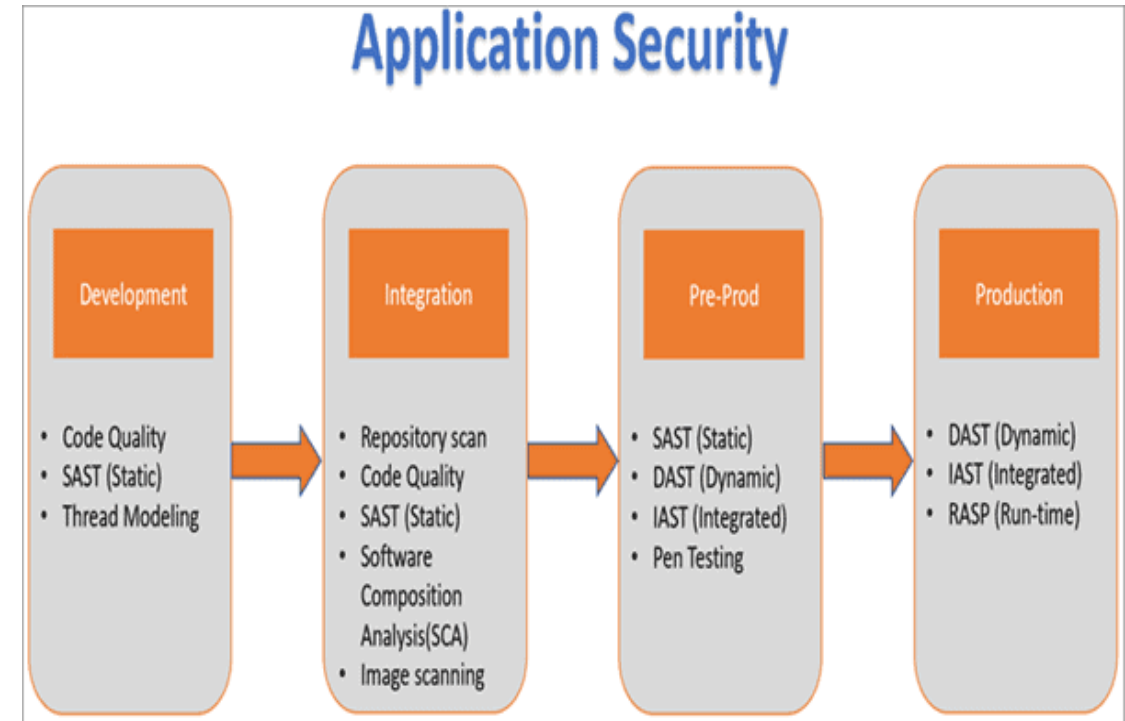 Application Security
Development
• Code Quality
• SAST (Static)
• Thread Modeling
Integration
• Repository scan
• Code Quality
• SAST (Static)
• Software
Composition
Analysis(SCA)
• Image scanning
Pre-Prod
• SAST (Static)
• DAST (Dynamic)
• IAST (Integrated)
• Pen Testing
Production
• DAST (Dynamic)
• IAST (Integrated)
• RASP (Run-time)